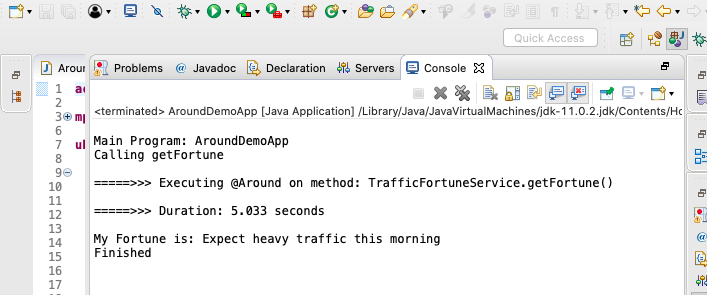 Quick Access
Aroun
Problems
@ Javadoc
Declaration
Servers
Console
<terminated> AroundDemoApp [Java Application] /Library/Java/JavaVirtualMachines/jdk-11.0.2.jdk/Contents/Ho
Main Program: AroundDemoApp
Calling getFortune
=====>>> Executing @Around on method: TrafficFortuneService.getFortune()
=====>>> Duration: 5.033 seconds
My Fortune is: Expect heavy traffic this morning
Finished
1
2
3
6
7
8
9
10
11
12
13
14
15
16